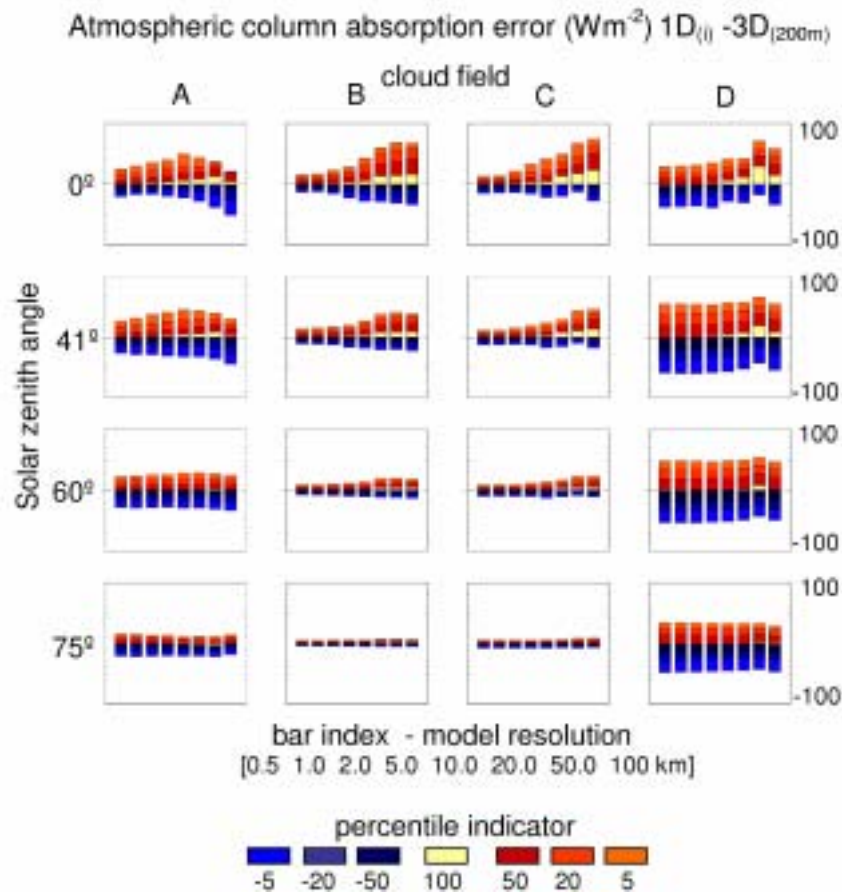 Atmospheric column absorption error (Wm⁻²) 1D(i) -3D(200m)
cloud field
A B C D
Solar zenith angle
0º 100 -100
41º 100 -100
60º 100 -100
75º 100 -100
bar index - model resolution
[0.5 1.0 2.0 5.0 10.0 20.0 50.0 100 km]
percentile indicator
-5 -20 -50 100 50 20 5